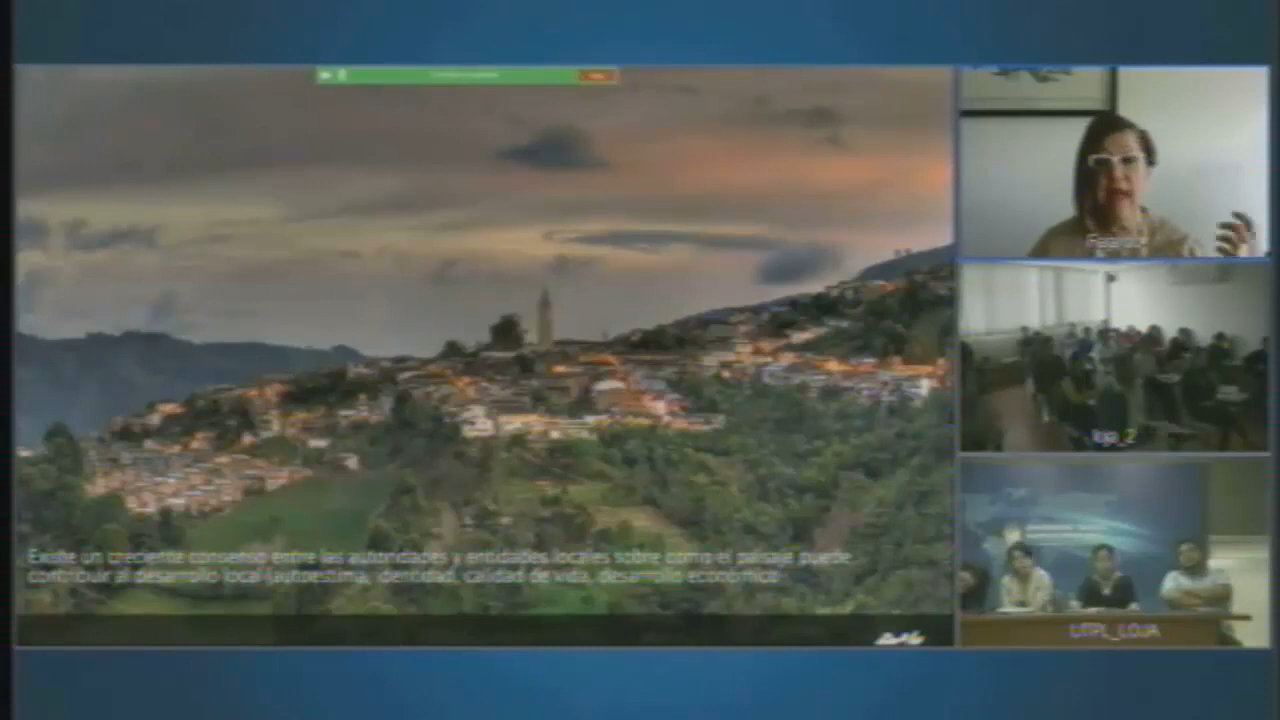 Existe un creciente consenso entre las autoridades y entidades locales sobre como el paisaje puede
contribuir al desarrollo local (autoestima, identidad, calidad de vida, desarrollo económico
loja_2
UTPL_LOJA